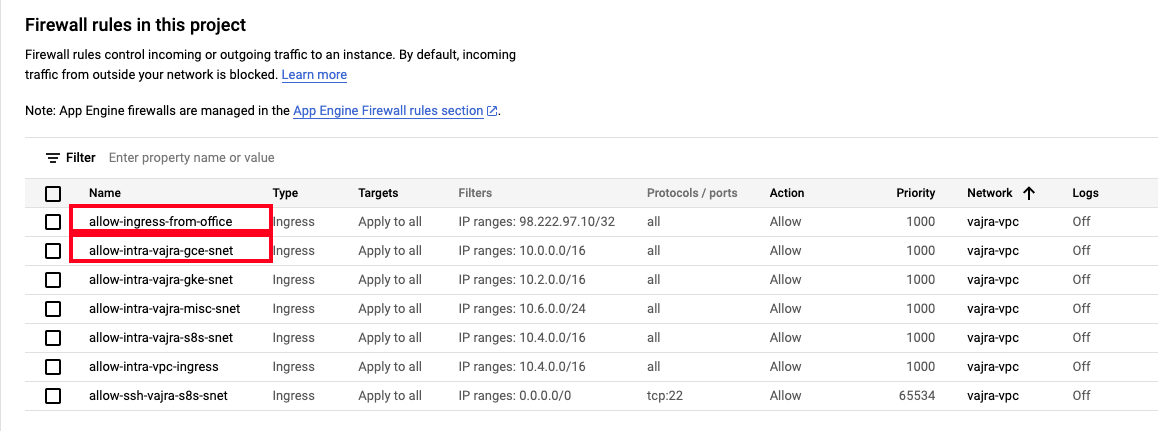 Firewall rules in this project
Firewall rules control incoming or outgoing traffic to an instance. By default, incoming
traffic from outside your network is blocked. Learn more
Note: App Engine firewalls are managed in the App Engine Firewall rules section.
Filter Enter property name or value
Name Type Targets Filters Protocols / ports Action Priority Network Logs
allow-ingress-from-office Ingress Apply to all IP ranges: 98.222.97.10/32 all Allow 1000 vajra-vpc Off
allow-intra-vajra-gce-snet Ingress Apply to all IP ranges: 10.0.0.0/16 all Allow 1000 vajra-vpc Off
allow-intra-vajra-gke-snet Ingress Apply to all IP ranges: 10.2.0.0/16 all Allow 1000 vajra-vpc Off
allow-intra-vajra-misc-snet Ingress Apply to all IP ranges: 10.6.0.0/24 all Allow 1000 vajra-vpc Off
allow-intra-vajra-s8s-snet Ingress Apply to all IP ranges: 10.4.0.0/16 all Allow 1000 vajra-vpc Off
allow-intra-vpc-ingress Ingress Apply to all IP ranges: 10.4.0.0/16 all Allow 1000 vajra-vpc Off
allow-ssh-vajra-s8s-snet Ingress Apply to all IP ranges: 0.0.0.0/0 tcp:22 Allow 65534 vajra-vpc Off